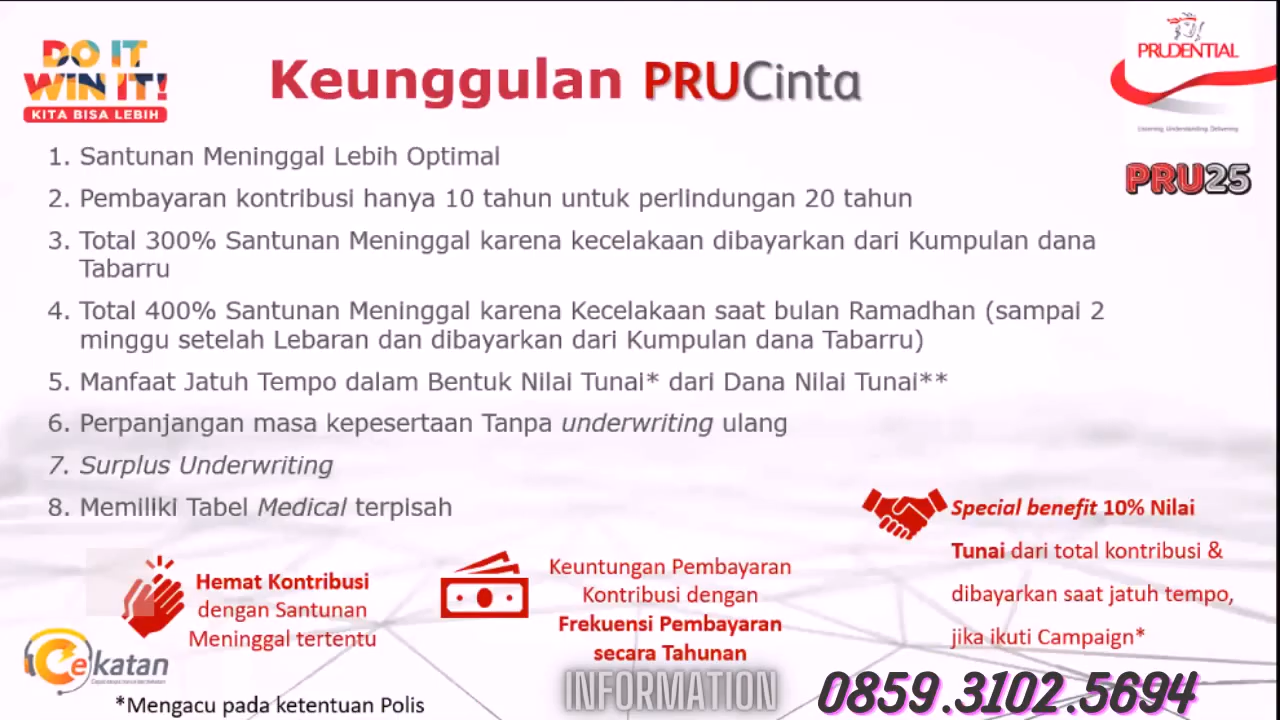 DO IT
WIN IT!
KITA BISA LEBIH
Keunggulan PRUCinta
PRUDENTIAL
Listening. Understanding. Delivering.
PRU25
1. Santunan Meninggal Lebih Optimal
2. Pembayaran kontribusi hanya 10 tahun untuk perlindungan 20 tahun
3. Total 300% Santunan Meninggal karena kecelakaan dibayarkan dari Kumpulan dana
Tabarru
4. Total 400% Santunan Meninggal karena Kecelakaan saat bulan Ramadhan (sampai 2
minggu setelah Lebaran dan dibayarkan dari Kumpulan dana Tabarru)
5. Manfaat Jatuh Tempo dalam Bentuk Nilai Tunai* dari Dana Nilai Tunai**
6. Perpanjangan masa kepesertaan Tanpa underwriting ulang
7. Surplus Underwriting
8. Memiliki Tabel Medical terpisah
Hemat Kontribusi
dengan Santunan
Meninggal tertentu
Keuntungan Pembayaran
Kontribusi dengan
Frekuensi Pembayaran
secara Tahunan
Special benefit 10% Nilai
Tunai dari total kontribusi &
dibayarkan saat jatuh tempo,
jika ikuti Campaign*
Cekatan
*Mengacu pada ketentuan Polis
INFORMATION
0859.3102.5694